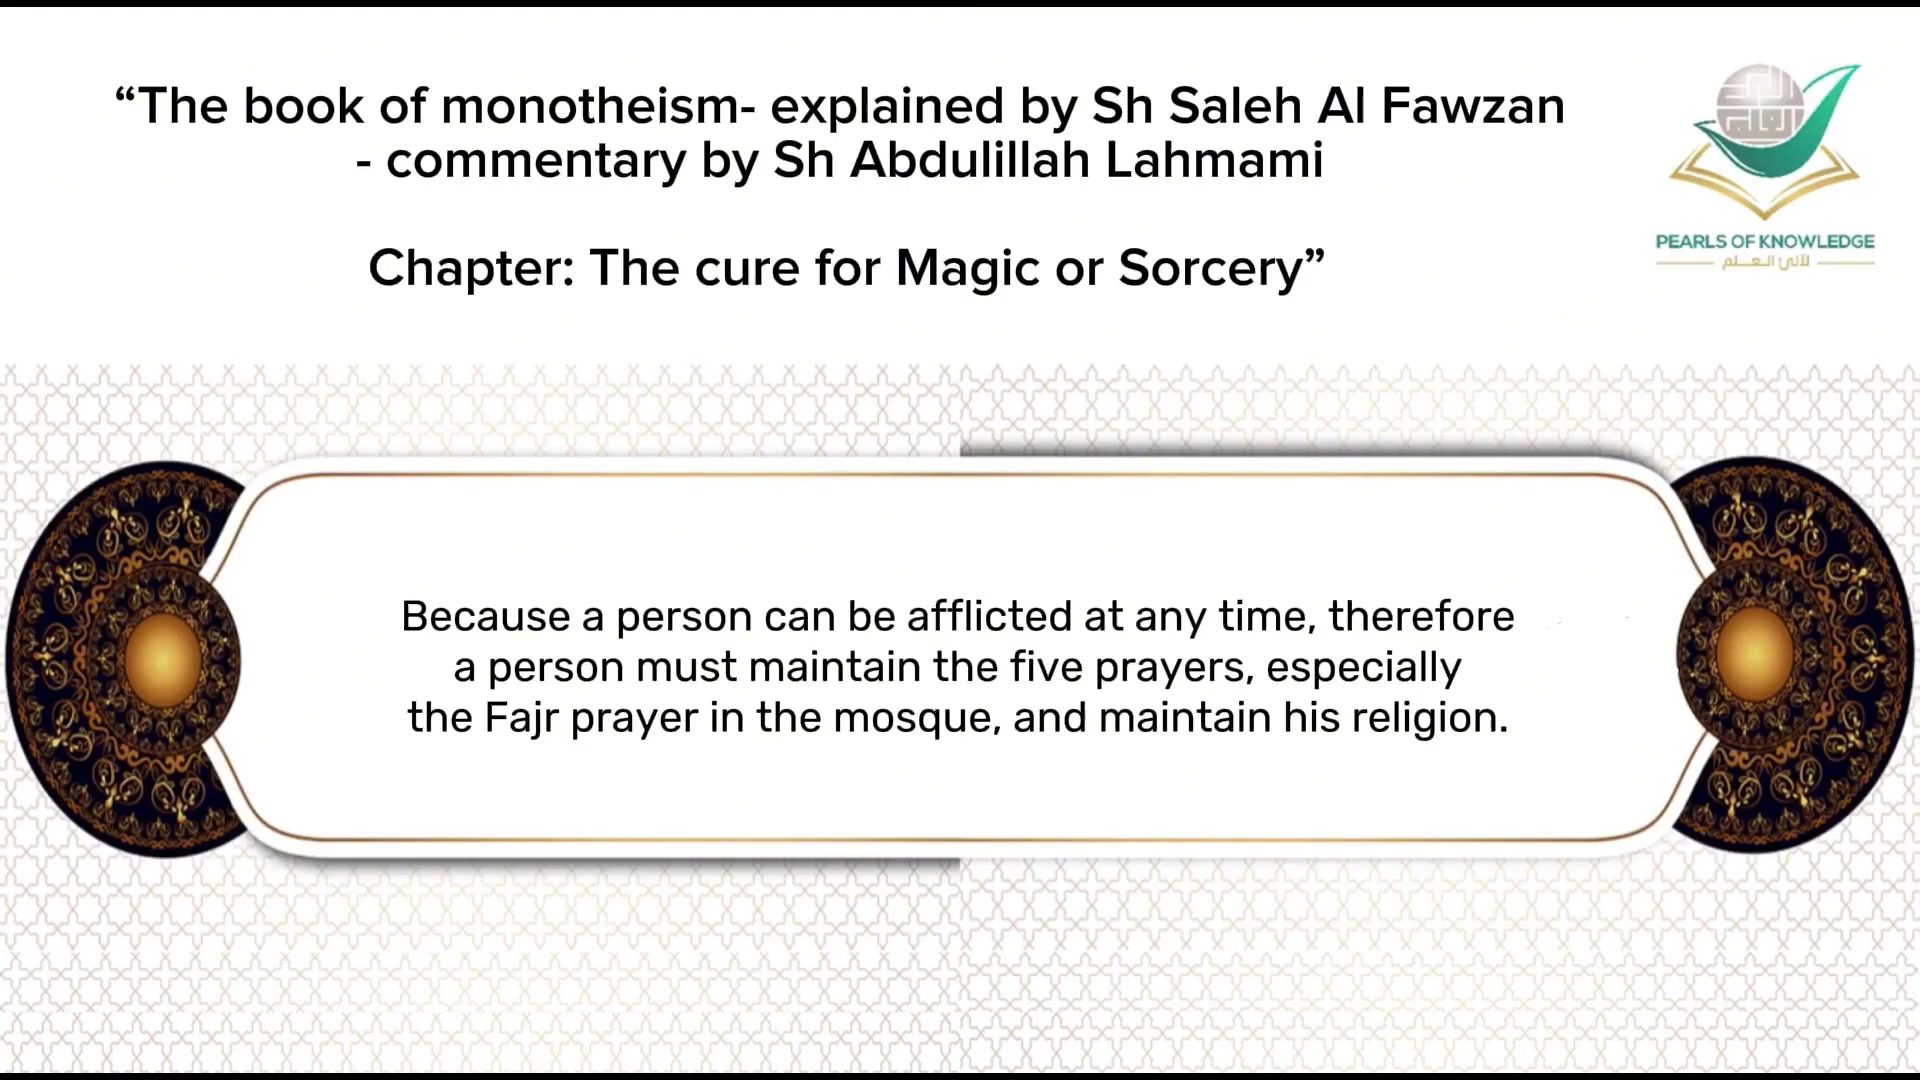 “The book of monotheism- explained by Sh Saleh Al Fawzan
- commentary by Sh Abdulillah Lahmami
Chapter: The cure for Magic or Sorcery”
PEARLS OF KNOWLEDGE
لآلئ العلم
Because a person can be afflicted at any time, therefore
a person must maintain the five prayers, especially
the Fajr prayer in the mosque, and maintain his religion.